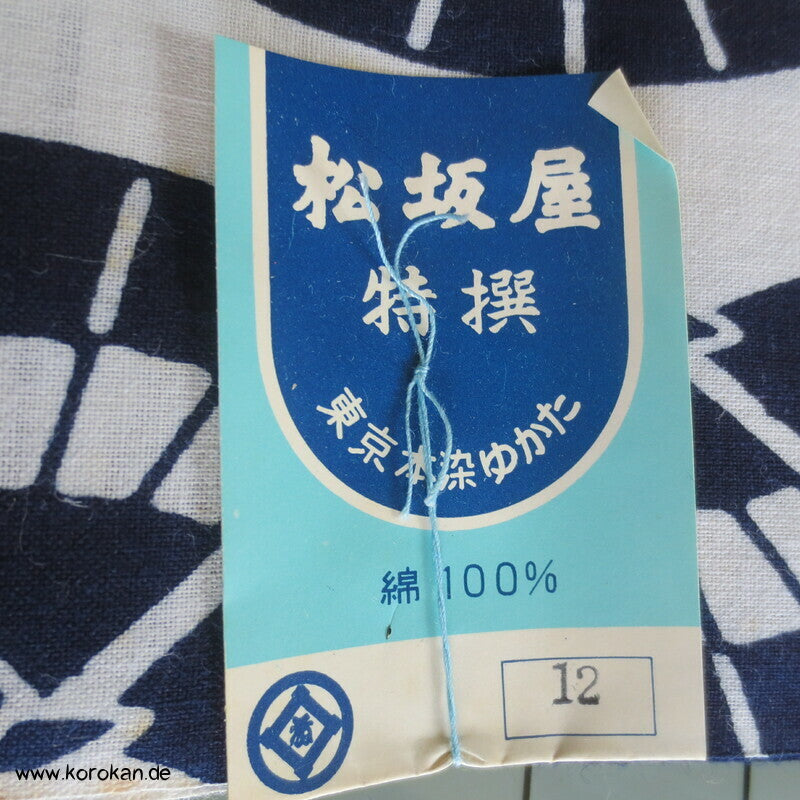 松坂屋
特撰
東京本染ゆかた
綿100%
12
松
www.korokan.de